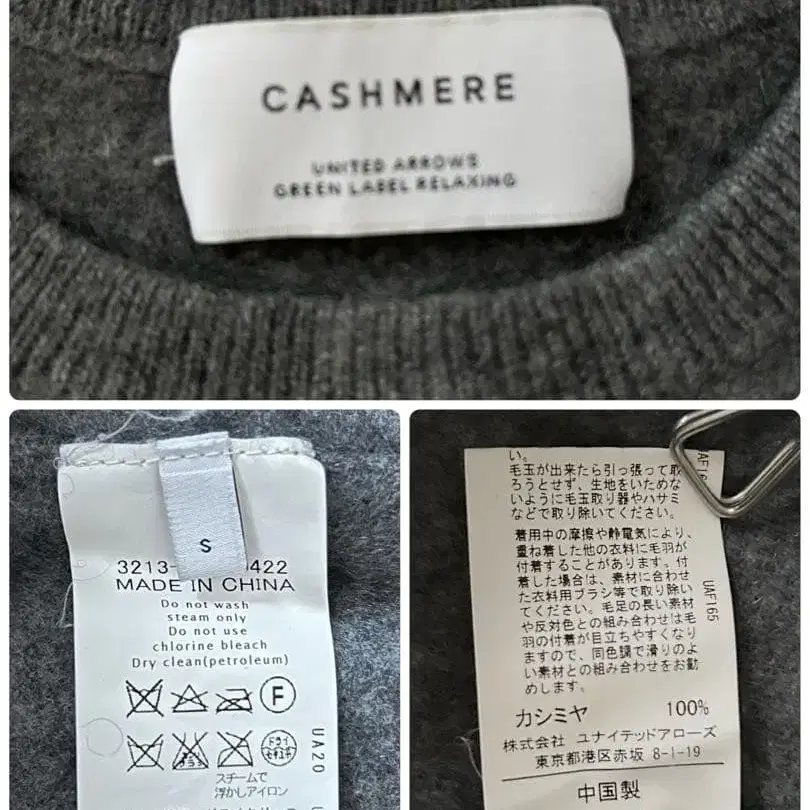 CASHMERE
UNITED ARROWS
GREEN LABEL RELAXING
S
3213- 422
MADE IN CHINA
Do not wash
steam only
Do not use
chlorine bleach
Dry clean(petroleum)
F
エンソ
サラシ
ドライ
セキユ系
スチームで
浮かしアイロン
UA20
い。
毛玉が出来たら引っ張って取
ろうとせず、生地をいためな
いように毛玉取り器やハサミ
などで取り除いてください。
着用中の摩擦や静電気により、
重ね着した他の衣料に毛羽が
付着することがあります。付
着した場合は、素材に合わせ
た衣料用ブラシ等で取り除い
てください。毛足の長い素材
や反対色との組み合わせは毛
羽の付着が目立ちやすくなり
ますので、同色調で滑りのよ
い素材との組み合わせをお勧
めします。
カシミヤ 100%
株式会社 ユナイテッドアローズ
東京都港区赤坂 8-1-19
中国製
UAF165